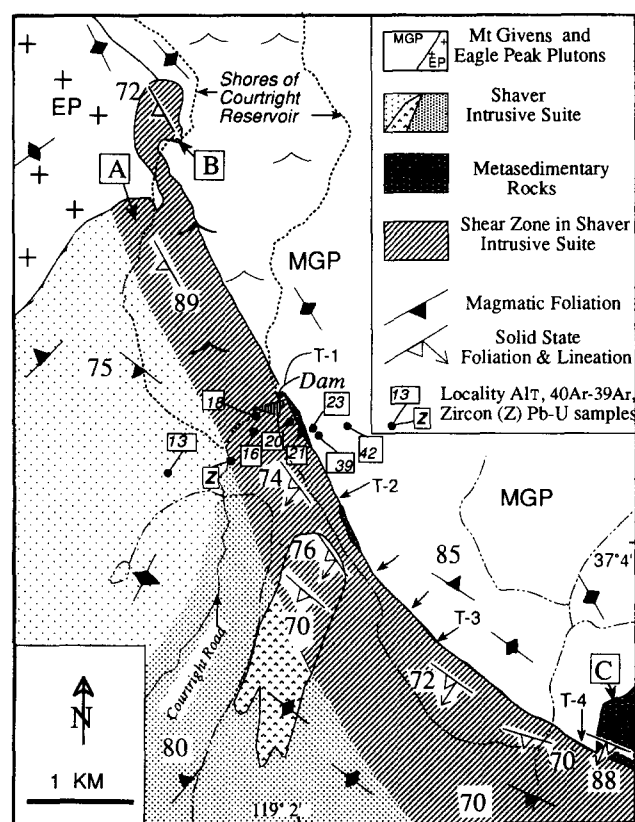 MGP
EP
Mt Givens and
Eagle Peak Plutons
Shaver
Intrusive Suite
Metasedimentary
Rocks
Shear Zone in Shaver
Intrusive Suite
Magmatic Foliation
Solid State
Foliation & Lineation
13
Z
Locality AlT, 40Ar-39Ar,
Zircon (Z) Pb-U samples
72
EP
Shores of
Courtright
Reservoir
A
B
MGP
89
75
T-1
Dam
18
23
13
16
20
21
39
42
Z
74
T-2
76
MGP
85
37°4'
70
T-3
Courtright Road
72
C
T-4
N
80
70
88
1 KM
119° 2'
70